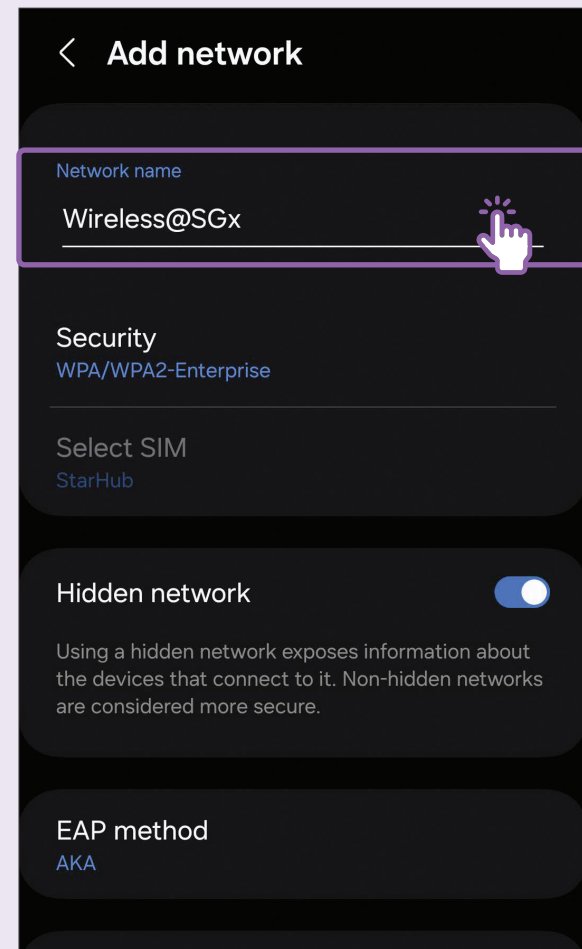 Add network
Network name
Wireless@SGx
Security
WPA/WPA2-Enterprise
Select SIM
StarHub
Hidden network
Using a hidden network exposes information about
the devices that connect to it. Non-hidden networks
are considered more secure.
EAP method
AKA